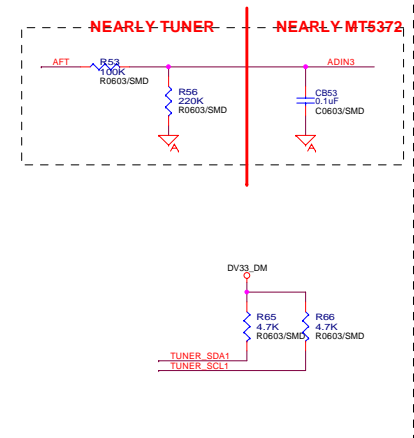 NEARLY TUNER
NEARLY MT5372
AFT
R53
100K
R0603/SMD
ADIN3
R56
220K
R0603/SMD
CB53
0.1uF
C0603/SMD
A
A
DV33_DM
R65
4.7K
R0603/SMD
R66
4.7K
R0603/SMD
TUNER_SDA1
TUNER_SCL1